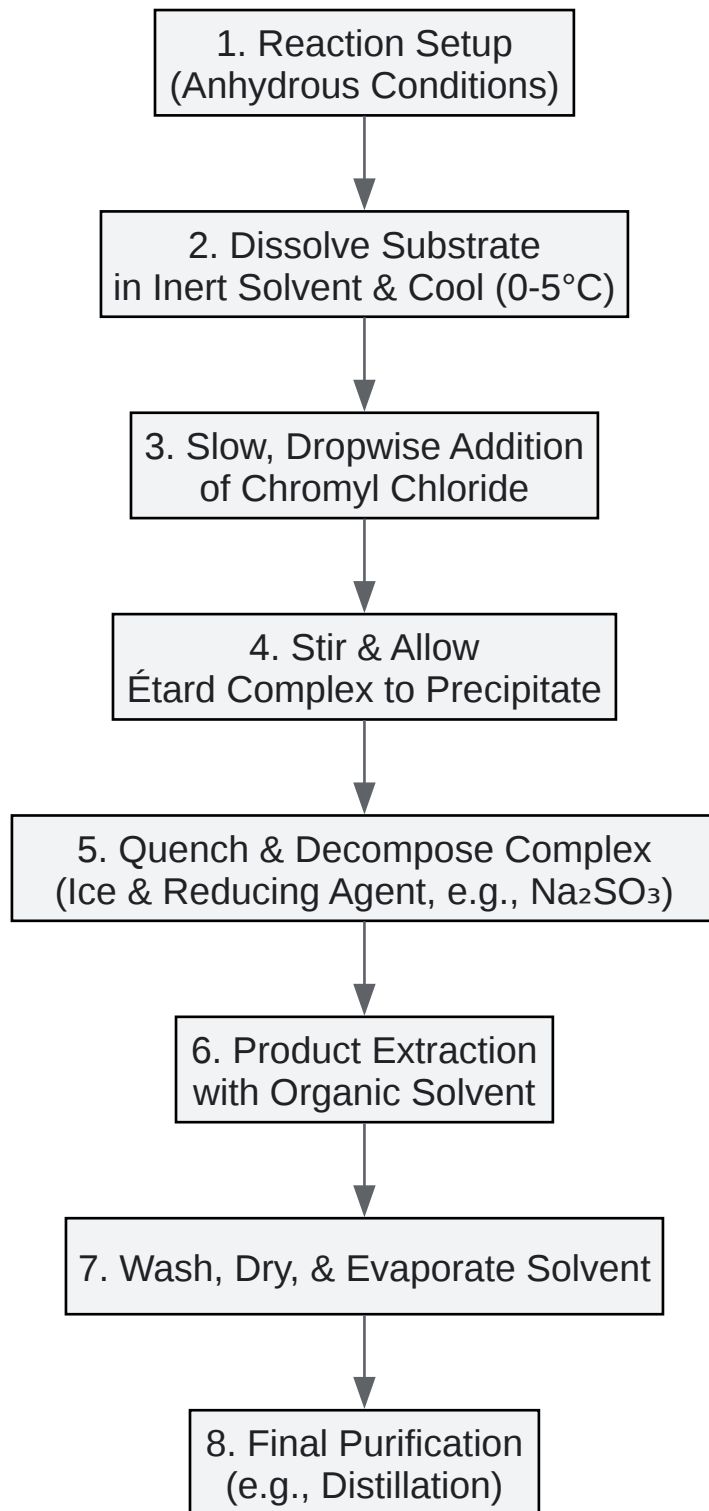 1. Reaction Setup
(Anhydrous Conditions)
2. Dissolve Substrate
in Inert Solvent & Cool (0-5°C)
3. Slow, Dropwise Addition
of Chromyl Chloride
4. Stir & Allow
Étard Complex to Precipitate
5. Quench & Decompose Complex
(Ice & Reducing Agent, e.g., Na₂SO₃)
6. Product Extraction
with Organic Solvent
7. Wash, Dry, & Evaporate Solvent
8. Final Purification
(e.g., Distillation)